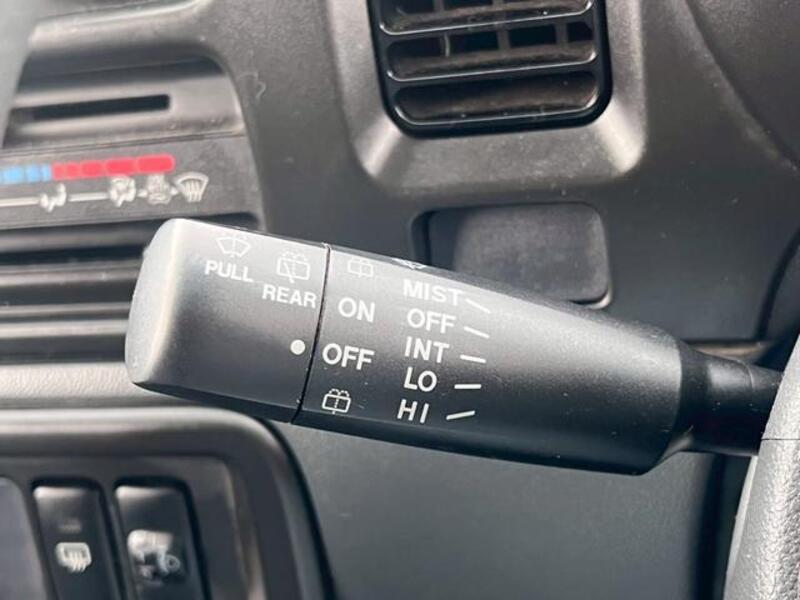 PULL
REAR
ON
OFF
MIST
OFF
INT
LO
HI